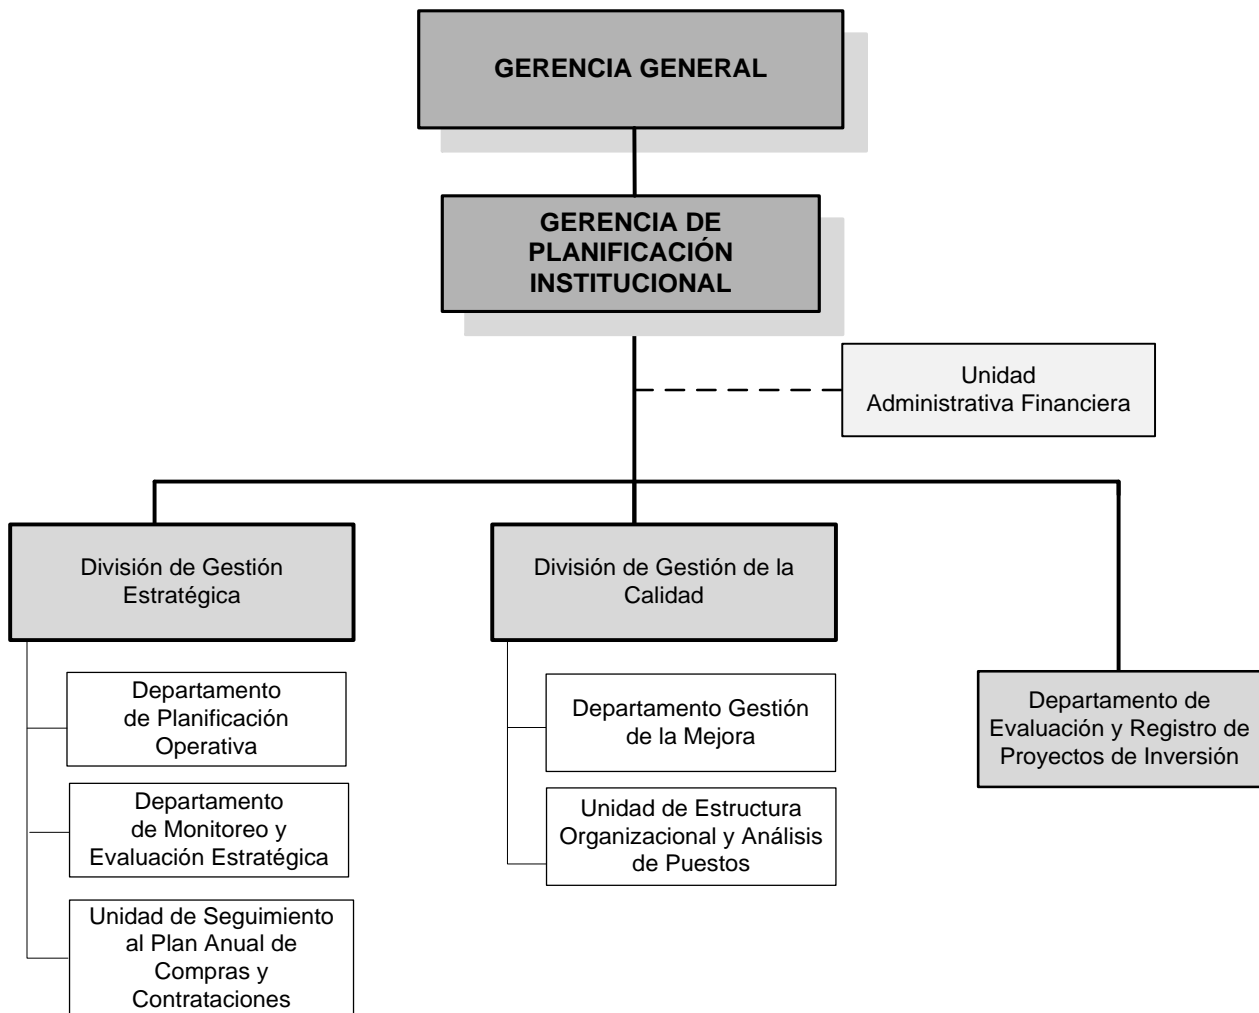 GERENCIA GENERAL
GERENCIA DE
PLANIFICACIÓN
INSTITUCIONAL
Unidad
Administrativa Financiera
División de Gestión
Estratégica
División de Gestión de la
Calidad
Departamento
de Planificación
Operativa
Departamento
de Monitoreo y
Evaluación Estratégica
Unidad de Seguimiento
al Plan Anual de
Compras y
Contrataciones
Departamento Gestión
de la Mejora
Unidad de Estructura
Organizacional y Análisis
de Puestos
Departamento de
Evaluación y Registro de
Proyectos de Inversión